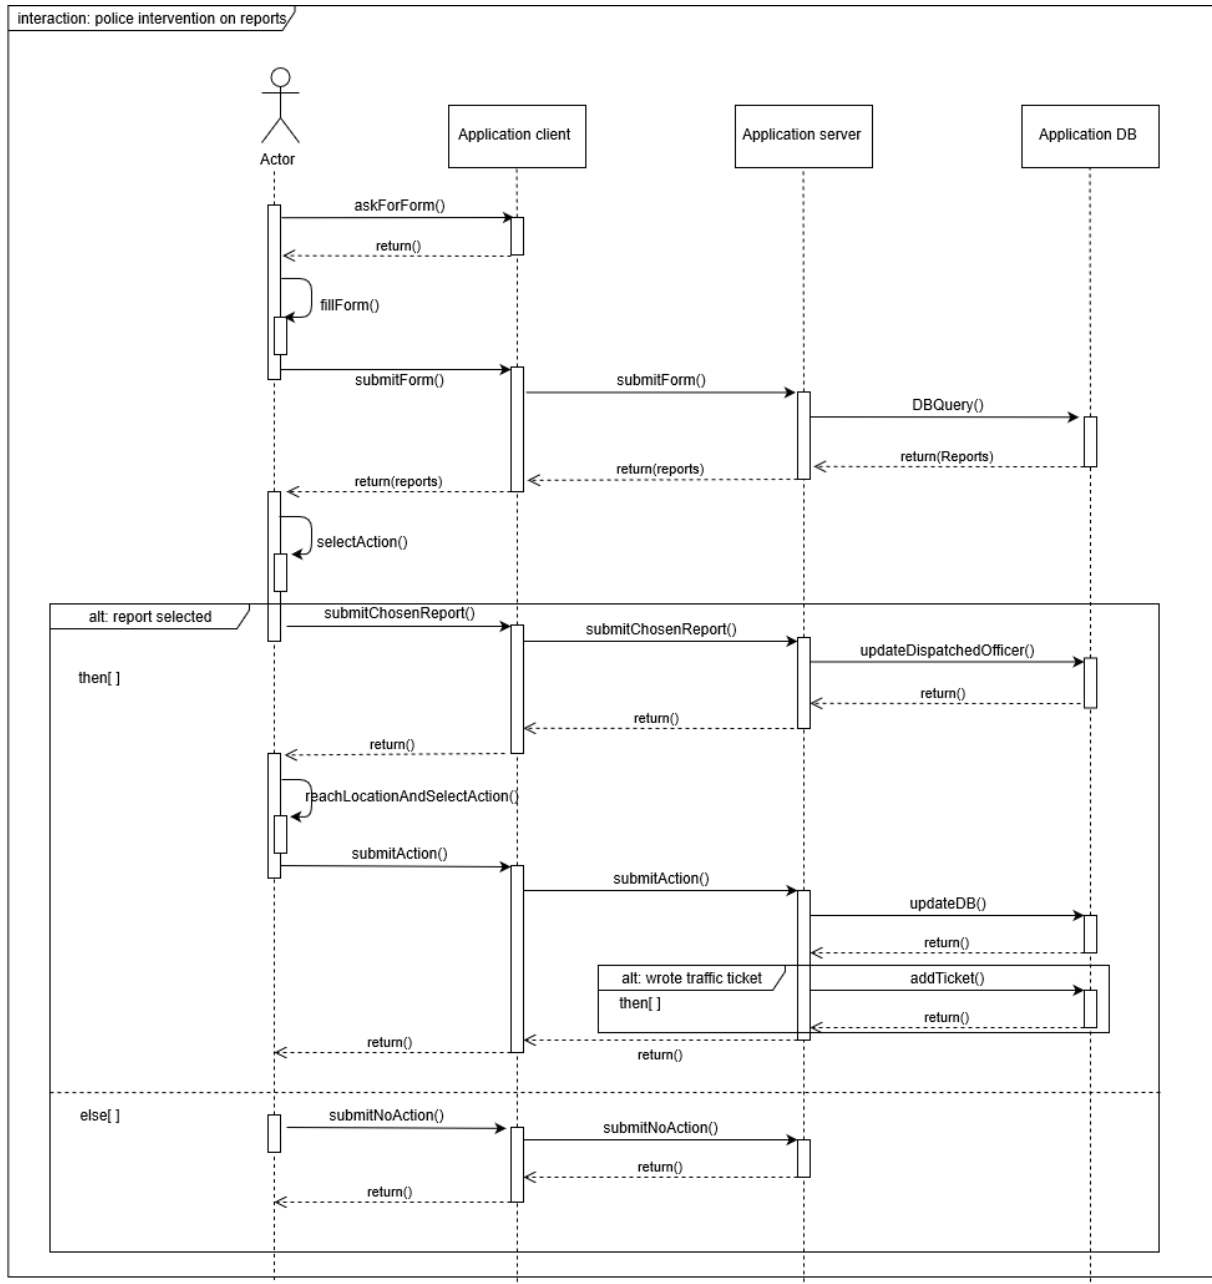 interaction: police intervention on reports
Actor
Application client
Application server
Application DB
askForForm()
return()
fillForm()
submitForm()
submitForm()
DBQuery()
return(Reports)
return(reports)
return(reports)
selectAction()
alt: report selected
submitChosenReport()
submitChosenReport()
updateDispatchedOfficer()
then[ ]
return()
return()
return()
reachLocationAndSelectAction()
submitAction()
submitAction()
updateDB()
return()
alt: wrote traffic ticket
addTicket()
then[ ]
return()
return()
return()
else[ ]
submitNoAction()
submitNoAction()
return()
return()